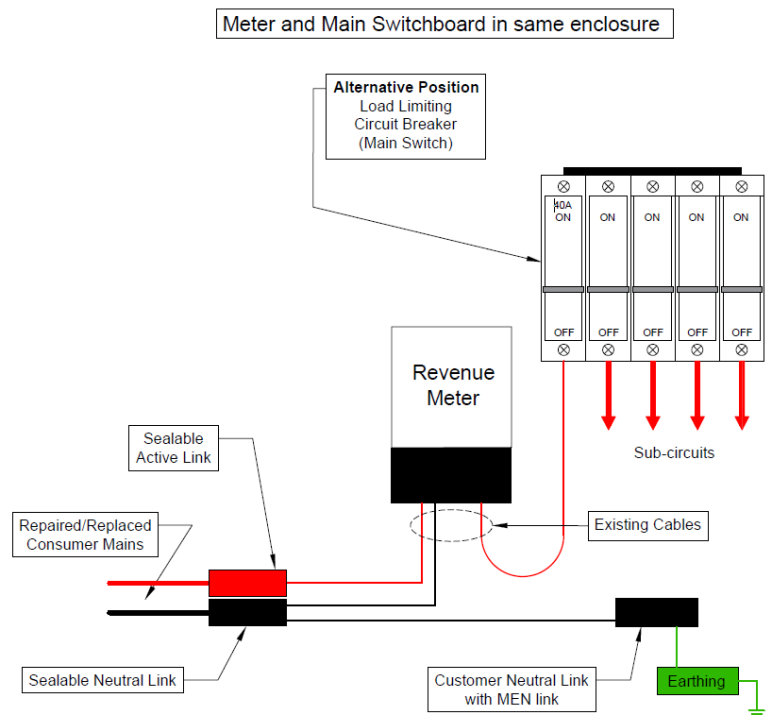 Meter and Main Switchboard in same enclosure
Alternative Position
Load Limiting
Circuit Breaker
(Main Switch)
40A
ON
ON
ON
ON
ON
OFF
OFF
OFF
OFF
OFF
Revenue
Meter
Sub-circuits
Sealable
Active Link
Repaired/Replaced
Consumer Mains
Existing Cables
Sealable Neutral Link
Customer Neutral Link
with MEN link
Earthing